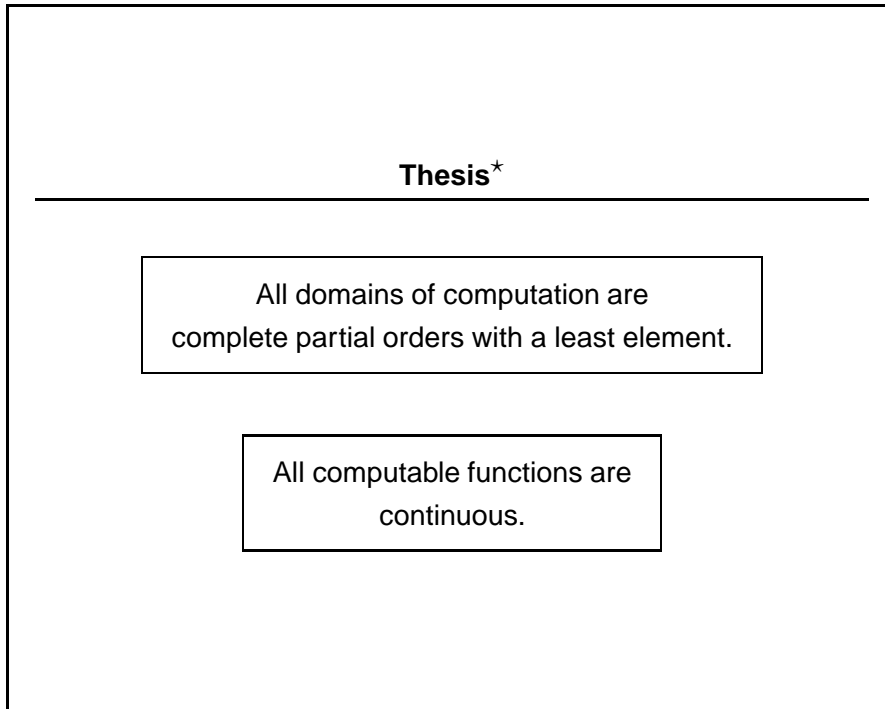 Thesis⋆
All domains of computation are
complete partial orders with a least element.
All computable functions are
continuous.